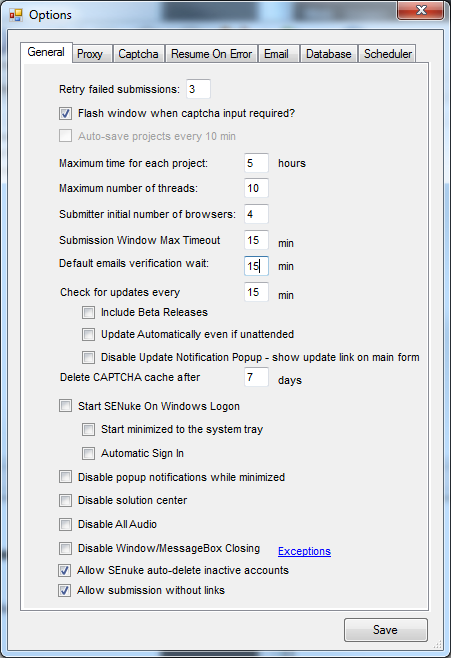 Options
General Proxy Captcha Resume On Error Email Database Scheduler
Retry failed submissions: 3
Flash window when captcha input required?
Auto-save projects every 10 min
Maximum time for each project: 5 hours
Maximum number of threads: 10
Submitter initial number of browsers: 4
Submission Window Max Timeout 15 min
Default emails verification wait: 15 min
Check for updates every 15 min
Include Beta Releases
Update Automatically even if unattended
Disable Update Notification Popup - show update link on main form
Delete CAPTCHA cache after 7 days
Start SENuke On Windows Logon
Start minimized to the system tray
Automatic Sign In
Disable popup notifications while minimized
Disable solution center
Disable All Audio
Disable Window/MessageBox Closing Exceptions
Allow SEnuke auto-delete inactive accounts
Allow submission without links
Save